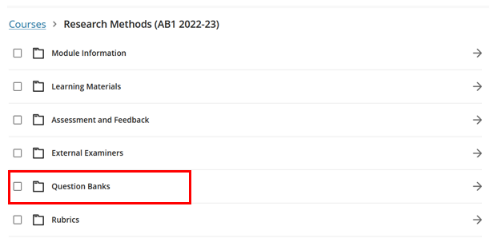 Courses > Research Methods (AB1 2022-23)
Module Information
Learning Materials
Assessment and Feedback
External Examiners
Question Banks
Rubrics